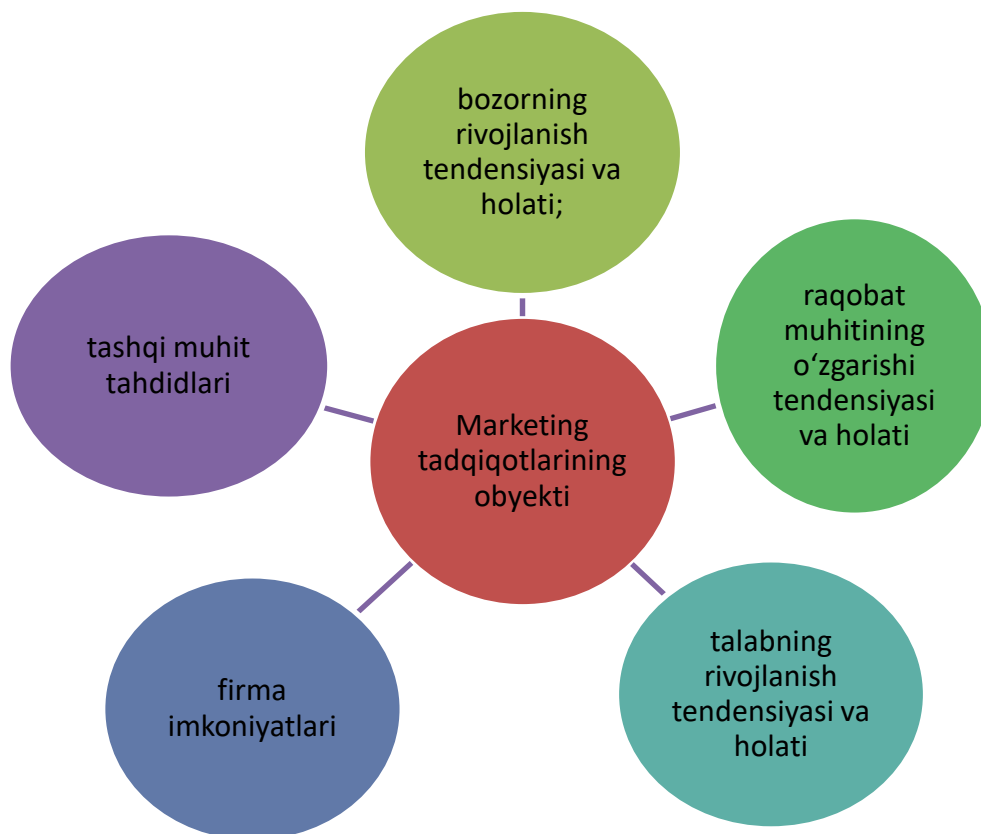 bozorning
rivojlanish
tendensiyasi va
holati;
raqobat
muhitining
o‘zgarishi
tendensiyasi
va holati
tashqi muhit
tahdidlari
Marketing
tadqiqotlarining
obyekti
talabning
rivojlanish
tendensiyasi va
holati
firma
imkoniyatlari